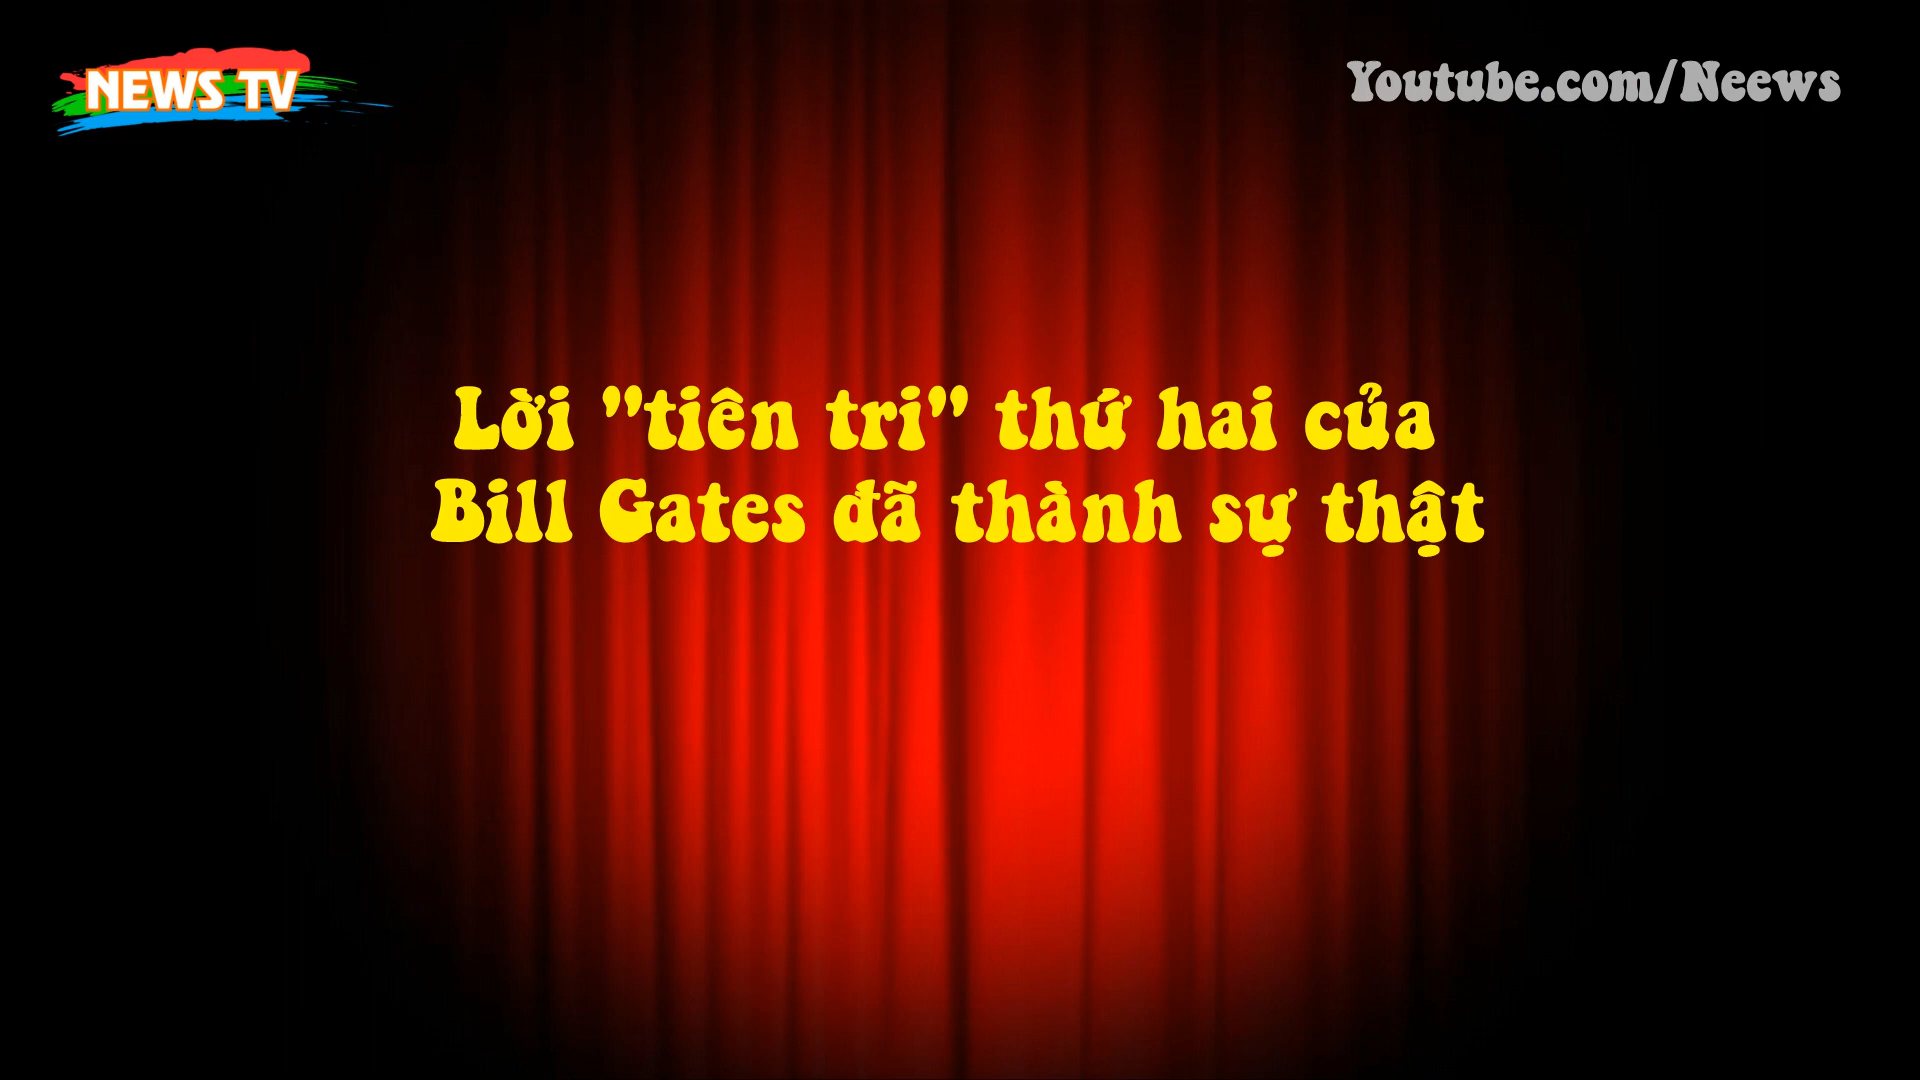 NEWS TV
Youtube.com/Neews
Lời "tiên tri" thứ hai của
Bill Gates đã thành sự thật